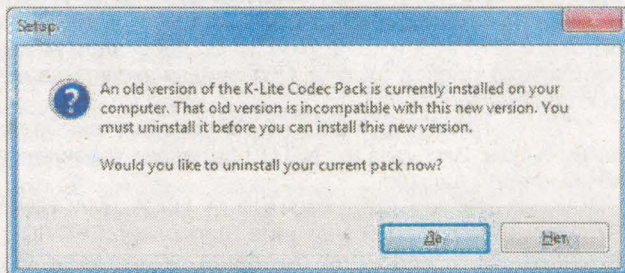 Setup
An old version of the K-Lite Codec Pack is currently installed on your
computer. That old version is incompatible with this new version. You
must uninstall it before you can install this new version.
Would you like to uninstall your current pack now?
Да
Нет